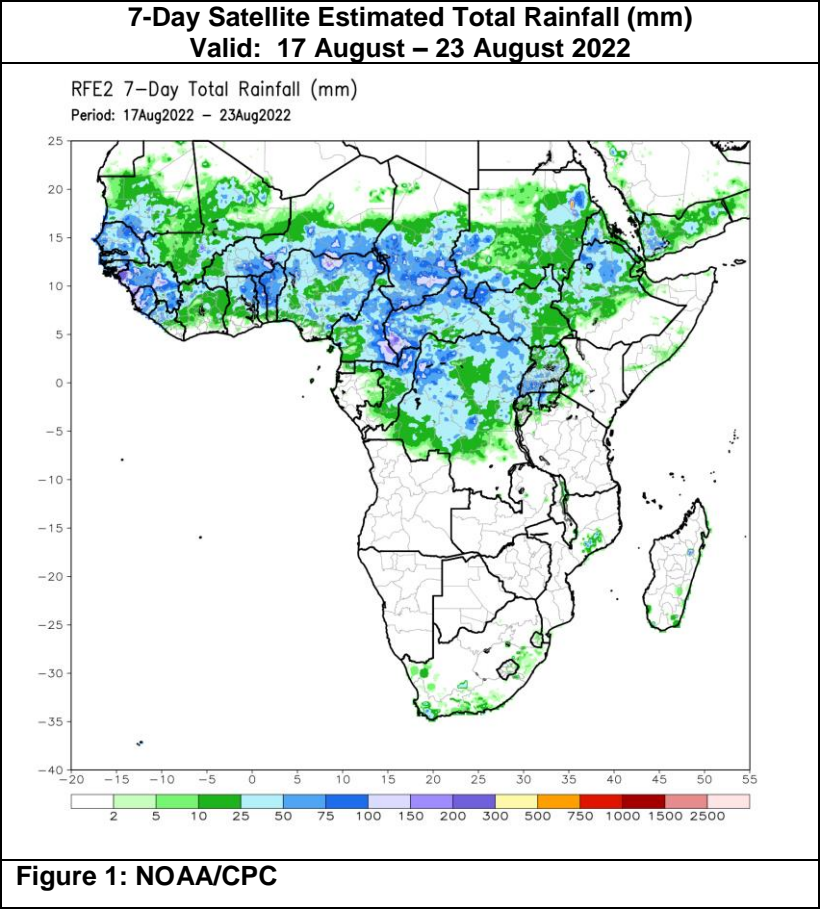 7-Day Satellite Estimated Total Rainfall (mm)
Valid: 17 August – 23 August 2022
RFE2 7-Day Total Rainfall (mm)
Period: 17Aug2022 - 23Aug2022
25
20
15
10
5
0
-5
-10
-15
-20
-25
-30
-35
-40
-20 -15 -10 -5 0 5 10 15 20 25 30 35 40 45 50 55
2 5 10 25 50 75 100 150 200 300 500 750 1000 1500 2500
Figure 1: NOAA/CPC